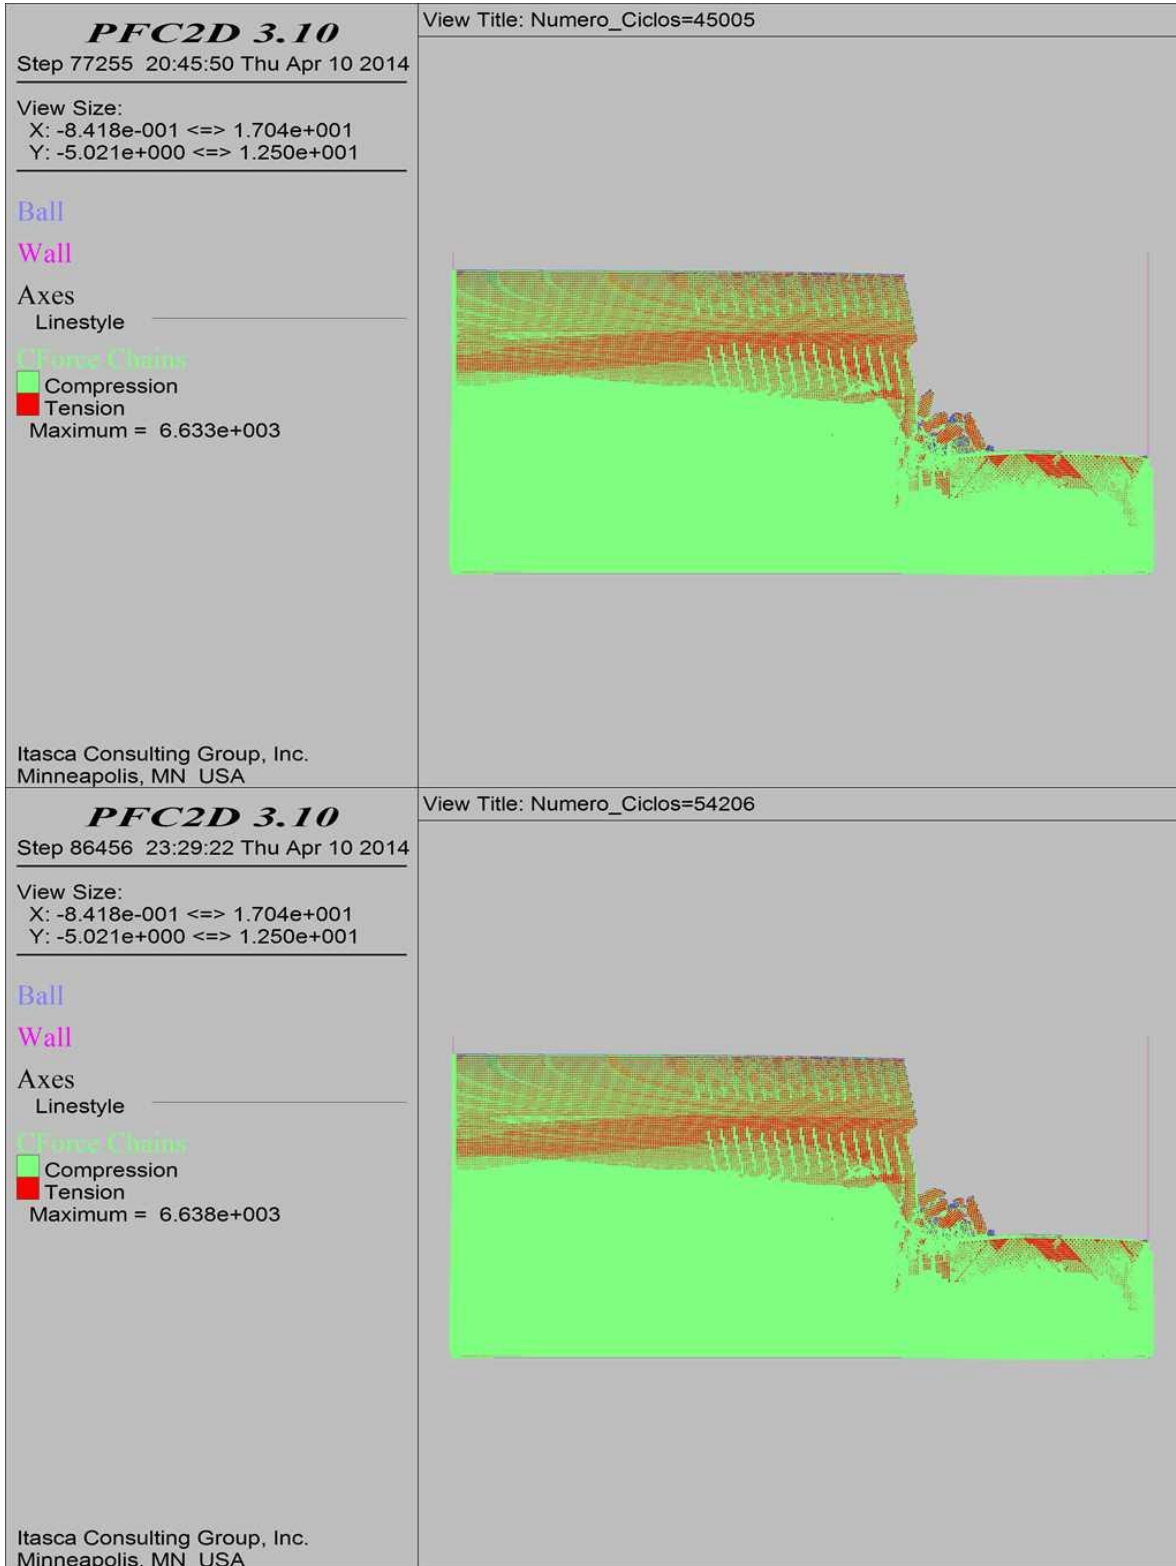 PFC2D 3.10
Step 77255  20:45:50 Thu Apr 10 2014
View Size:
X: -8.418e-001 <=> 1.704e+001
Y: -5.021e+000 <=> 1.250e+001
Ball
Wall
Axes
Linestyle
CForce Chains
Compression
Tension
Maximum =  6.633e+003
Itasca Consulting Group, Inc.
Minneapolis, MN  USA
View Title: Numero_Ciclos=45005
PFC2D 3.10
Step 86456  23:29:22 Thu Apr 10 2014
View Size:
X: -8.418e-001 <=> 1.704e+001
Y: -5.021e+000 <=> 1.250e+001
Ball
Wall
Axes
Linestyle
CForce Chains
Compression
Tension
Maximum =  6.638e+003
Itasca Consulting Group, Inc.
Minneapolis, MN  USA
View Title: Numero_Ciclos=54206